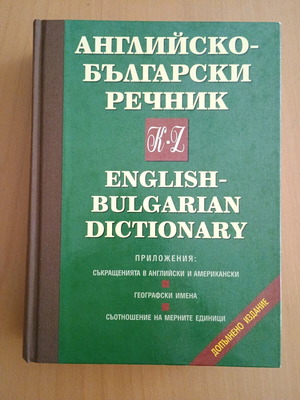 АНГЛИЙСКО-
БЪЛГАРСКИ
РЕЧНИК
K·Z
ENGLISH-
BULGARIAN
DICTIONARY
ПРИЛОЖЕНИЯ:
СЪКРАЩЕНИЯТА В АНГЛИЙСКИ И АМЕРИКАНСКИ
ГЕОГРАФСКИ ИМЕНА
СЪОТНОШЕНИЕ НА МЕРНИТЕ ЕДИНИЦИ
ДОПЪЛНЕНО ИЗДАНИЕ